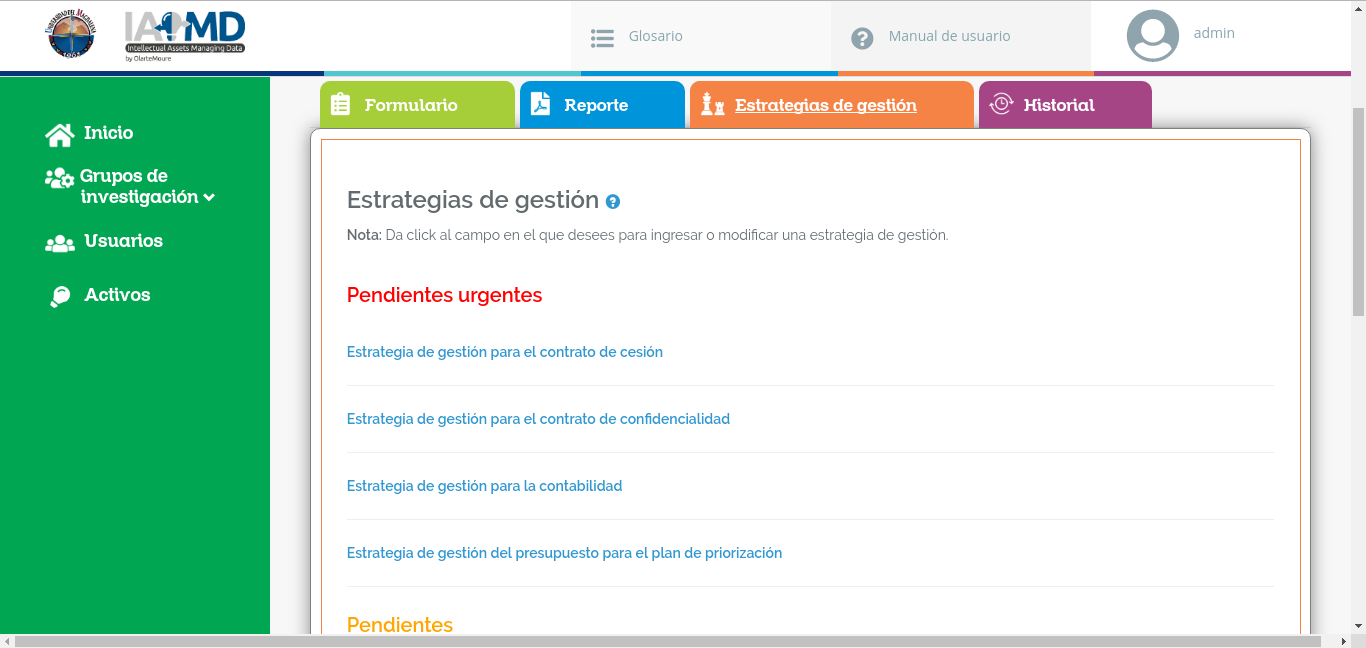 UNIVERSIDAD DEL MAGDALENA
IAMD
Intellectual Assets Managing Data
by OlarteMoure
Glosario
Manual de usuario
admin
Formulario
Reporte
Estrategias de gestión
Historial
Inicio
Grupos de
investigación
Usuarios
Activos
Estrategias de gestión
Nota: Da click al campo en el que desees para ingresar o modificar una estrategia de gestión.
Pendientes urgentes
Estrategia de gestión para el contrato de cesión
Estrategia de gestión para el contrato de confidencialidad
Estrategia de gestión para la contabilidad
Estrategia de gestión del presupuesto para el plan de priorización
Pendientes